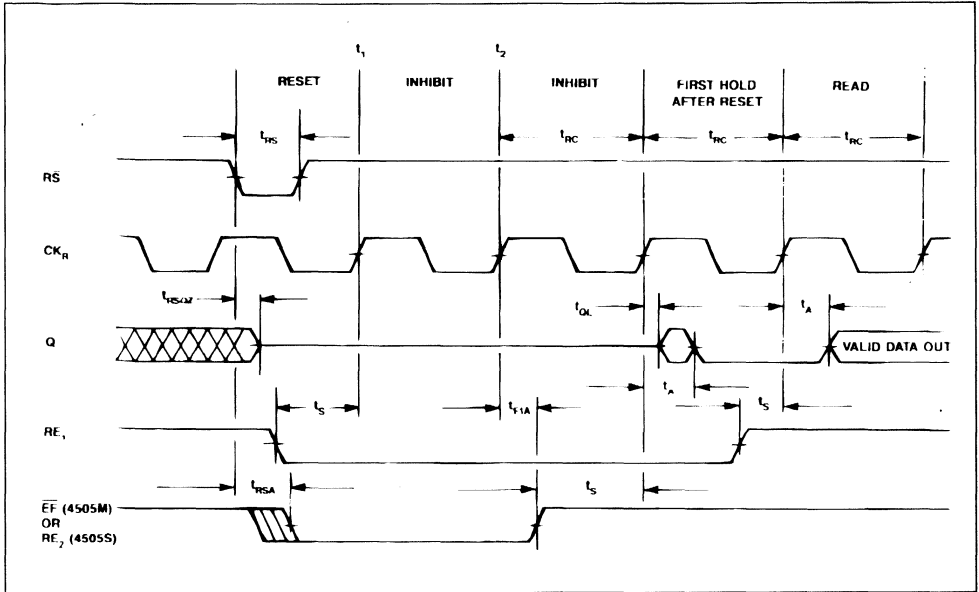 t₁
t₂
RESET
INHIBIT
INHIBIT
FIRST HOLD
AFTER RESET
READ
tRS
tRC
tRC
tRC
RS
CKR
tRSQZ
tQL
tA
Q
VALID DATA OUT
tA
tS
tF1A
tS
RE₁
tRSA
tS
EF (4505M)
OR
RE₂ (4505S)